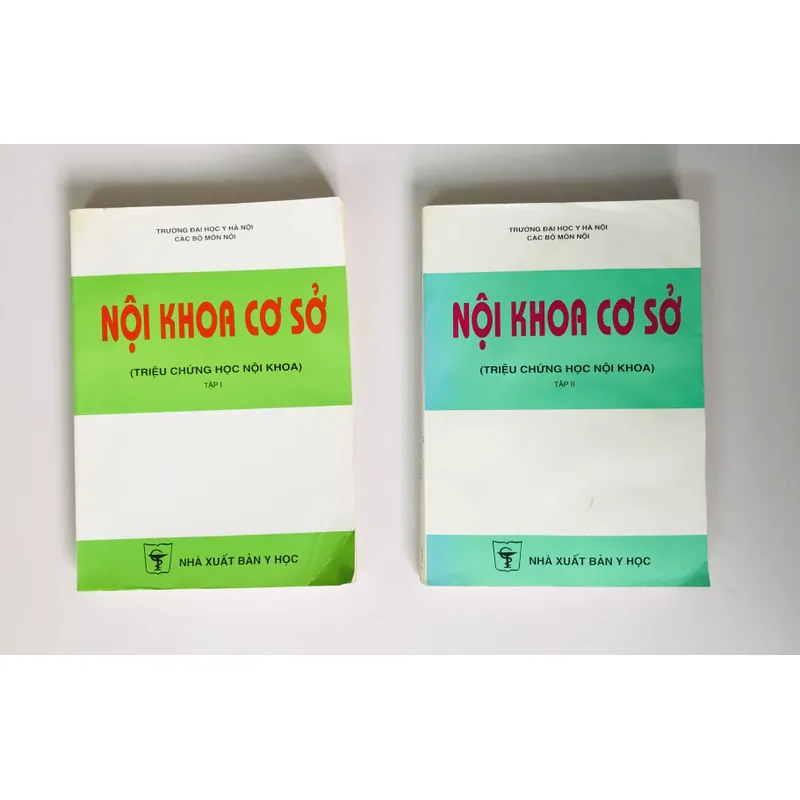 TRƯỜNG ĐẠI HỌC Y HÀ NỘI
CÁC BỘ MÔN NỘI
NỘI KHOA CƠ SỞ
(TRIỆU CHỨNG HỌC NỘI KHOA)
TẬP I
NHÀ XUẤT BẢN Y HỌC
TRƯỜNG ĐẠI HỌC Y HÀ NỘI
CÁC BỘ MÔN NỘI
NỘI KHOA CƠ SỞ
(TRIỆU CHỨNG HỌC NỘI KHOA)
TẬP II
NHÀ XUẤT BẢN Y HỌC